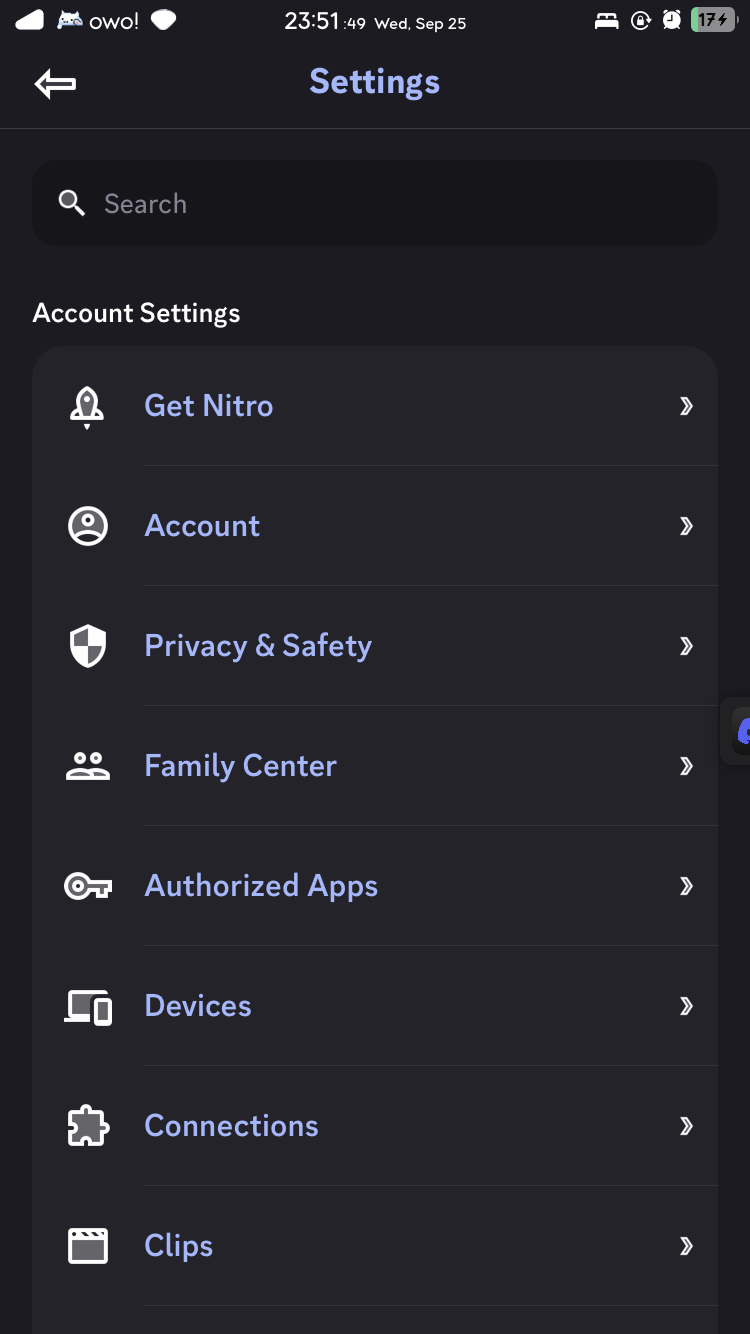 owo! 23:51:49 Wed, Sep 25 17
Settings
Search
Account Settings
Get Nitro
Account
Privacy & Safety
Family Center
Authorized Apps
Devices
Connections
Clips